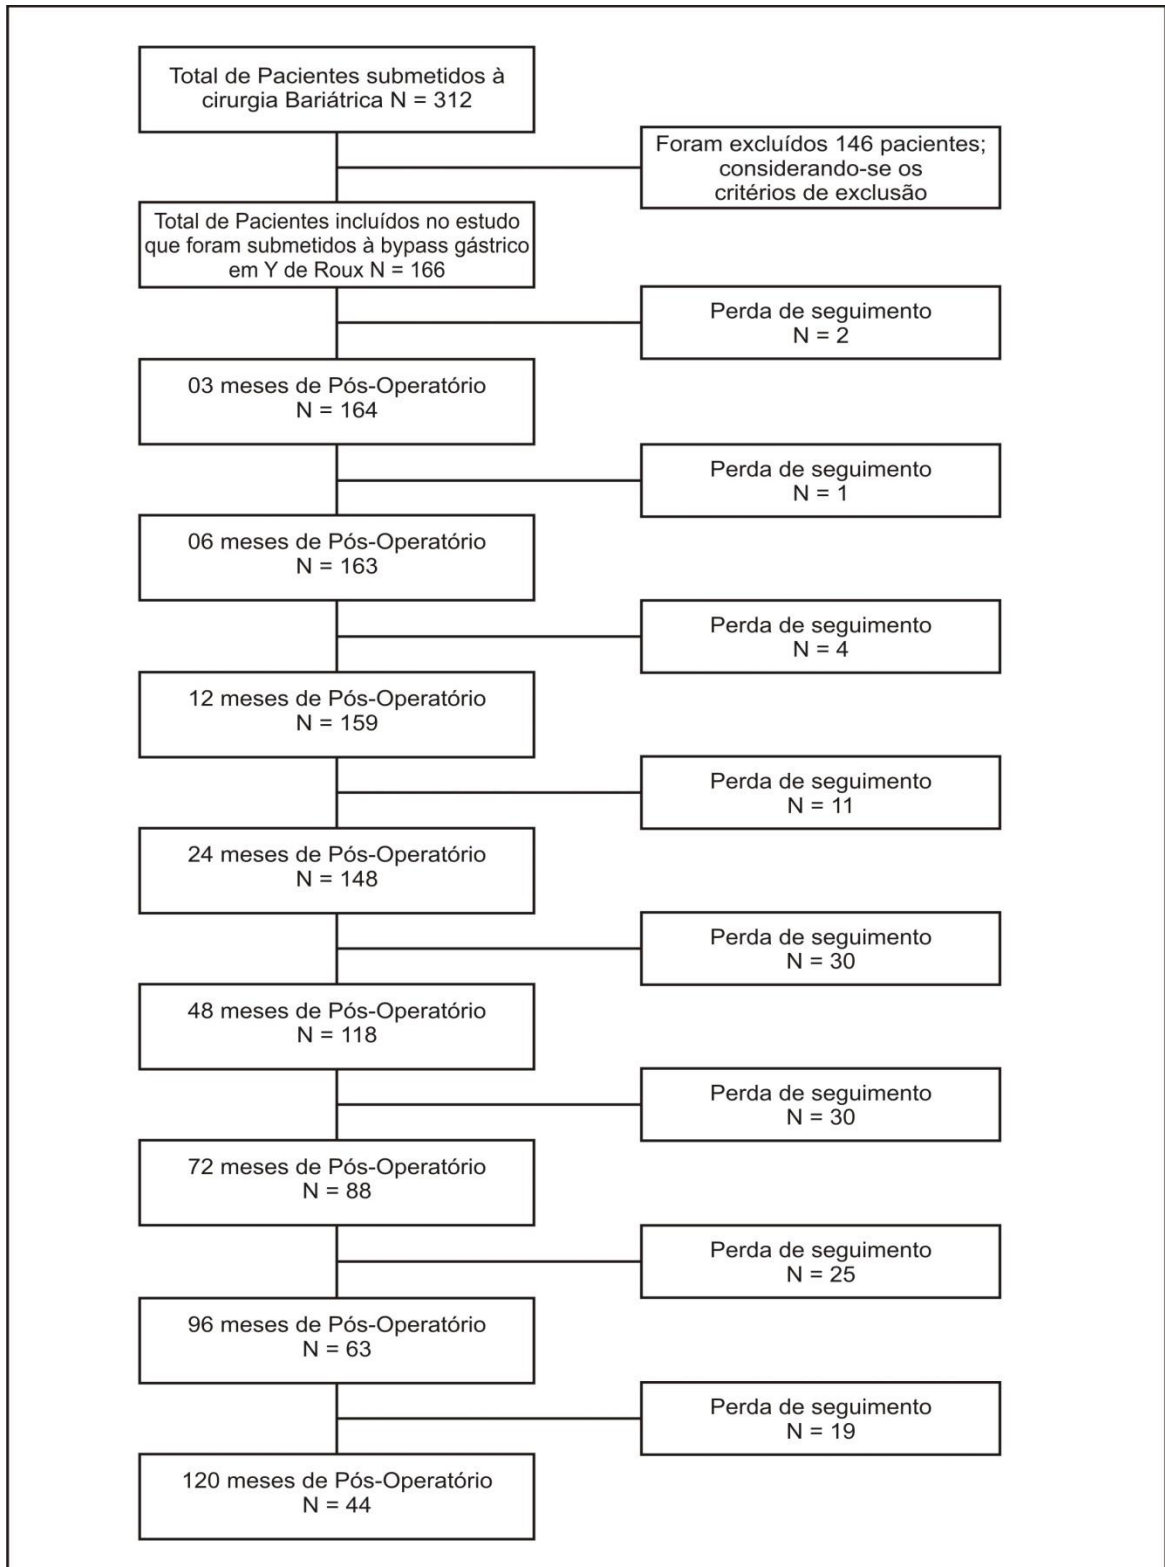 Total de Pacientes submetidos à
cirurgia Bariátrica N = 312
Foram excluídos 146 pacientes;
considerando-se os
critérios de exclusão
Total de Pacientes incluídos no estudo
que foram submetidos à bypass gástrico
em Y de Roux N = 166
Perda de seguimento
N = 2
03 meses de Pós-Operatório
N = 164
Perda de seguimento
N = 1
06 meses de Pós-Operatório
N = 163
Perda de seguimento
N = 4
12 meses de Pós-Operatório
N = 159
Perda de seguimento
N = 11
24 meses de Pós-Operatório
N = 148
Perda de seguimento
N = 30
48 meses de Pós-Operatório
N = 118
Perda de seguimento
N = 30
72 meses de Pós-Operatório
N = 88
Perda de seguimento
N = 25
96 meses de Pós-Operatório
N = 63
Perda de seguimento
N = 19
120 meses de Pós-Operatório
N = 44